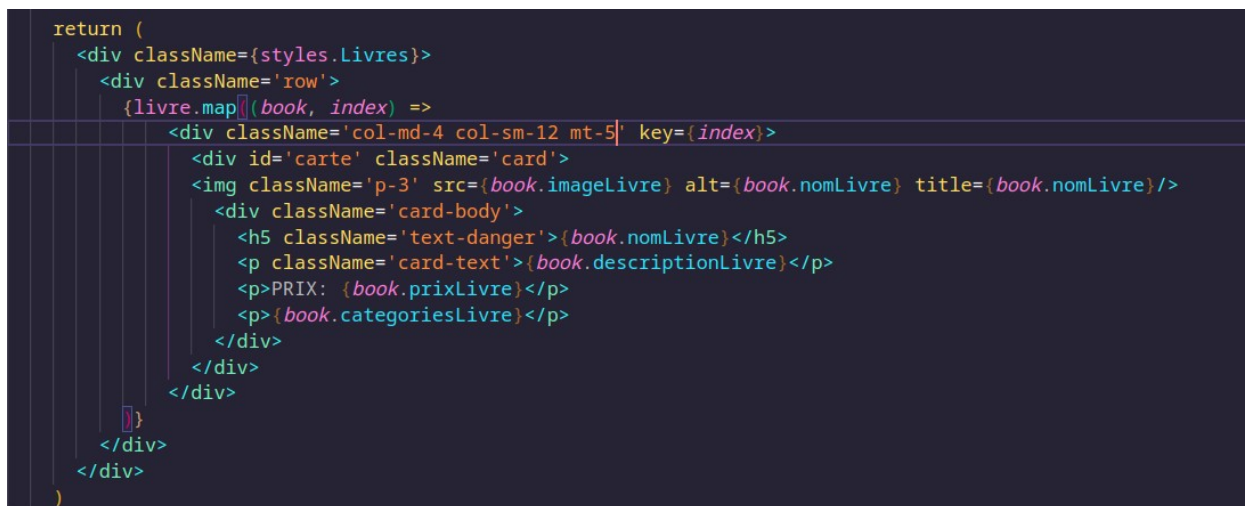 return (
<div className={styles.Livres}>
<div className='row'>
{livre.map((book, index) =>
<div className='col-md-4 col-sm-12 mt-5' key={index}>
<div id='carte' className='card'>
<img className='p-3' src={book.imageLivre} alt={book.nomLivre} title={book.nomLivre}/>
<div className='card-body'>
<h5 className='text-danger'>{book.nomLivre}</h5>
<p className='card-text'>{book.descriptionLivre}</p>
<p>PRIX: {book.prixLivre}</p>
<p>{book.categoriesLivre}</p>
</div>
</div>
</div>
)}
</div>
</div>
)